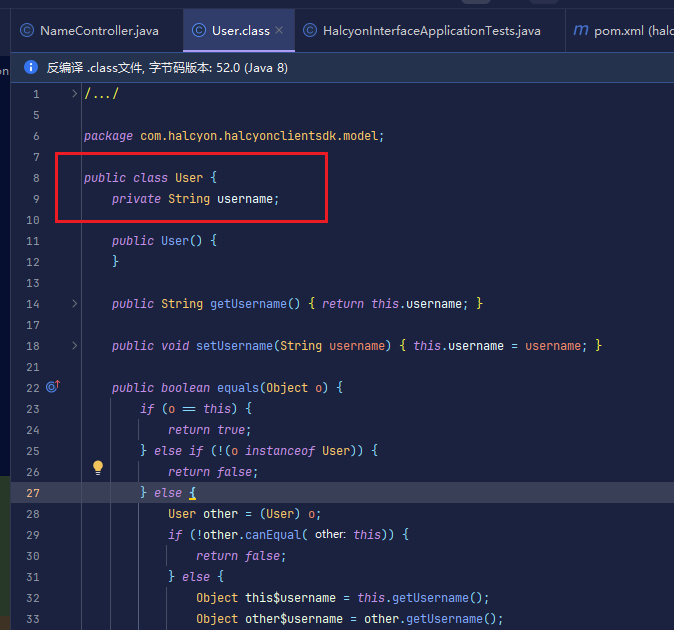 NameController.java User.class HalcyonInterfaceApplicationTests.java pom.xml (halc
on
反编译 .class文件, 字节码版本: 52.0 (Java 8)
1 /.../
5
6 package com.halcyon.halcyonclientsdk.model;
7
8 public class User {
9 private String username;
10
11 public User() {
12 }
13
14 public String getUsername() { return this.username; }
17
18 public void setUsername(String username) { this.username = username; }
21
22 public boolean equals(Object o) {
23 if (o == this) {
24 return true;
25 } else if (!(o instanceof User)) {
26 return false;
27 } else {
28 User other = (User) o;
29 if (!other.canEqual( other: this)) {
30 return false;
31 } else {
32 Object this$username = this.getUsername();
33 Object other$username = other.getUsername();